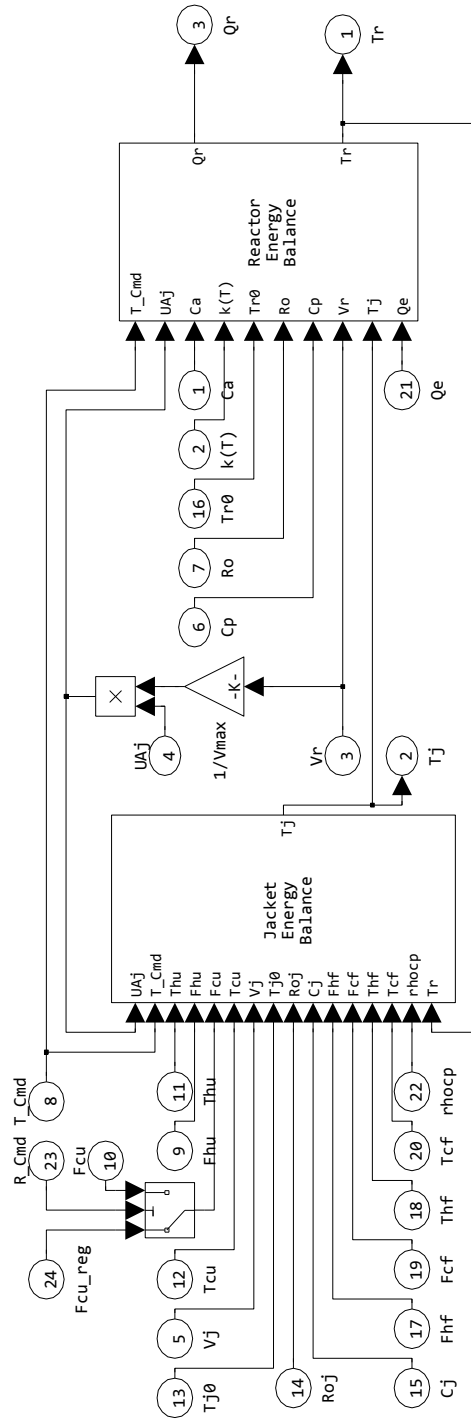 24
Fcu_reg
23
R_Cmd
8
T_Cmd
10
Fcu
11
Thu
9
Fhu
12
Tcu
5
Vj
13
Tj0
14
Roj
15
Cj
17
Fhf
19
Fcf
18
Thf
20
Tcf
22
rhocp
UAj
T_Cmd
Thu
Fhu
Fcu
Tcu
Vj
Tj0
Roj
Cj
Fhf
Fcf
Thf
Tcf
rhocp
Tr
Jacket
Energy
Balance
Tj
2
Tj
4
UAj
×
-K-
1/Vmax
3
Vr
6
Cp
7
Ro
16
Tr0
2
k(T)
1
Ca
21
Qe
T_Cmd
UAj
Ca
k(T)
Tr0
Ro
Cp
Vr
Tj
Qe
Reactor
Energy
Balance
Qr
Tr
3
Qr
1
Tr